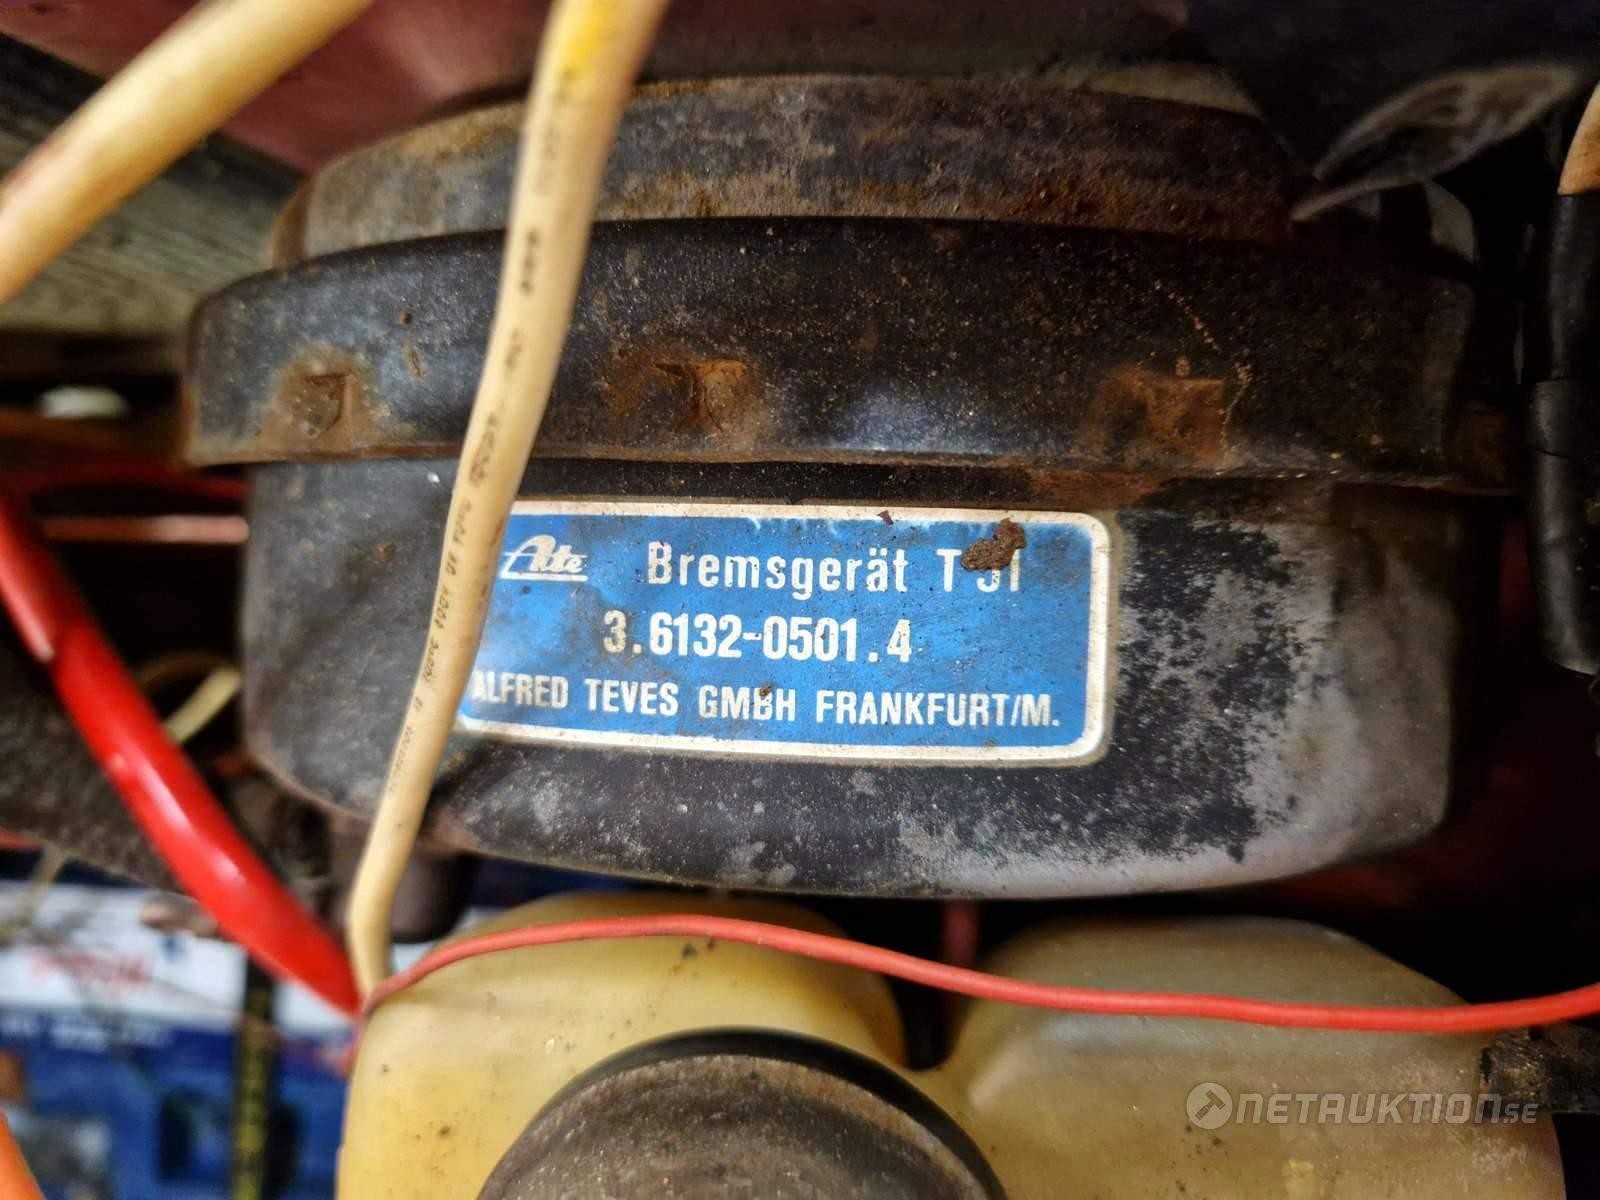 Ate Bremsgerät T 51
3.6132-0501.4
ALFRED TEVES GMBH FRANKFURT/M.
NETAUKTION.SE